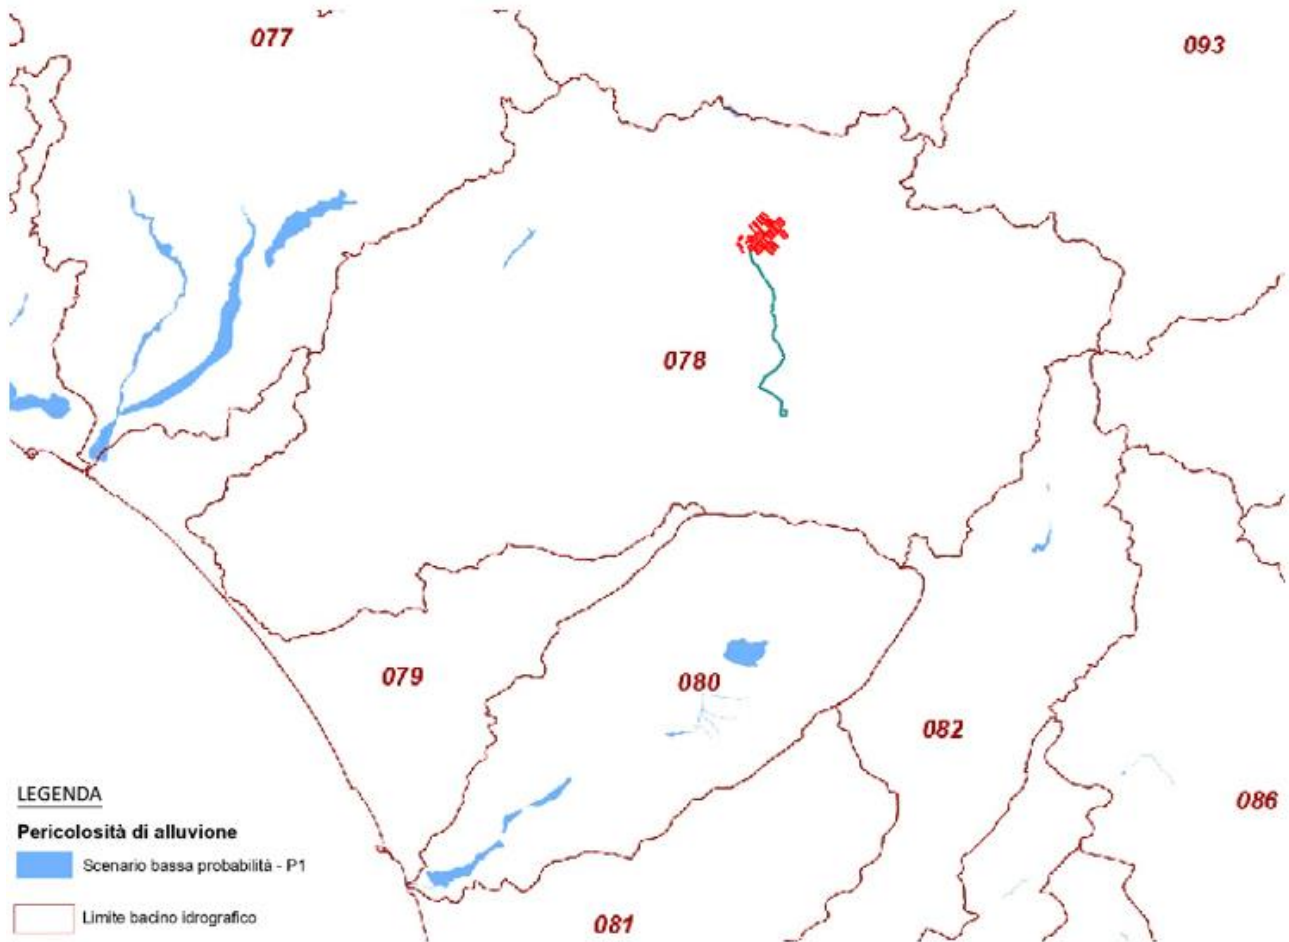 077
093
078
079
080
082
086
081
LEGENDA
Pericolosità di alluvione
Scenario bassa probabilità - P1
Limite bacino idrografico